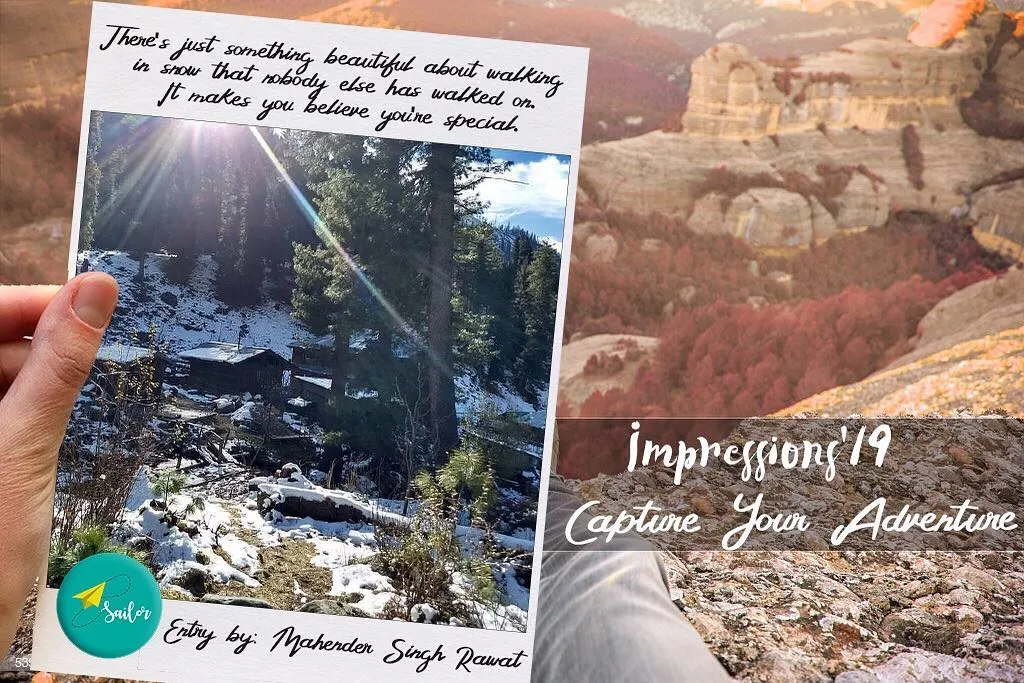 There's just something beautiful about walking
in snow that nobody else has walked on.
It makes you believe you're special.
Impressions'19
Capture Your Adventure
Sailor
Entry by: Mahender Singh Rawat